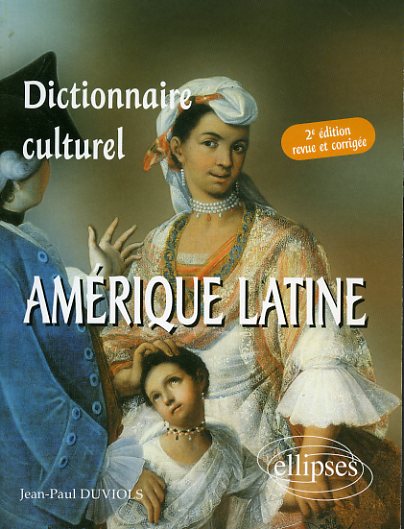 Dictionnaire
culturel
2e édition
revue et corrigée
AMÉRIQUE LATINE
ellipses
Jean-Paul DUVIOLS